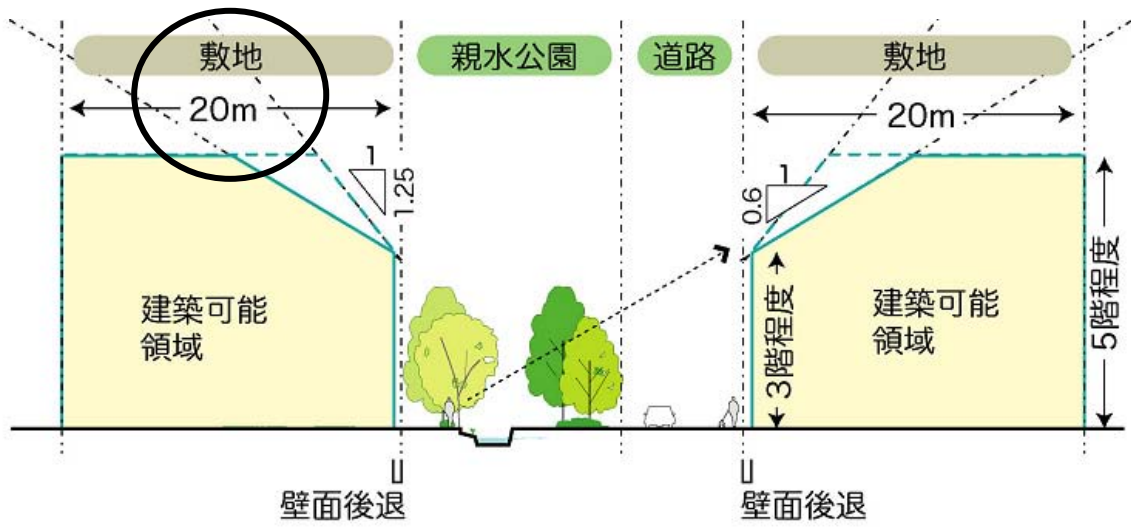 敷地
親水公園
道路
敷地
20m
20m
1
1.25
1
0.6
建築可能
領域
3階程度
建築可能
領域
5階程度
壁面後退
壁面後退